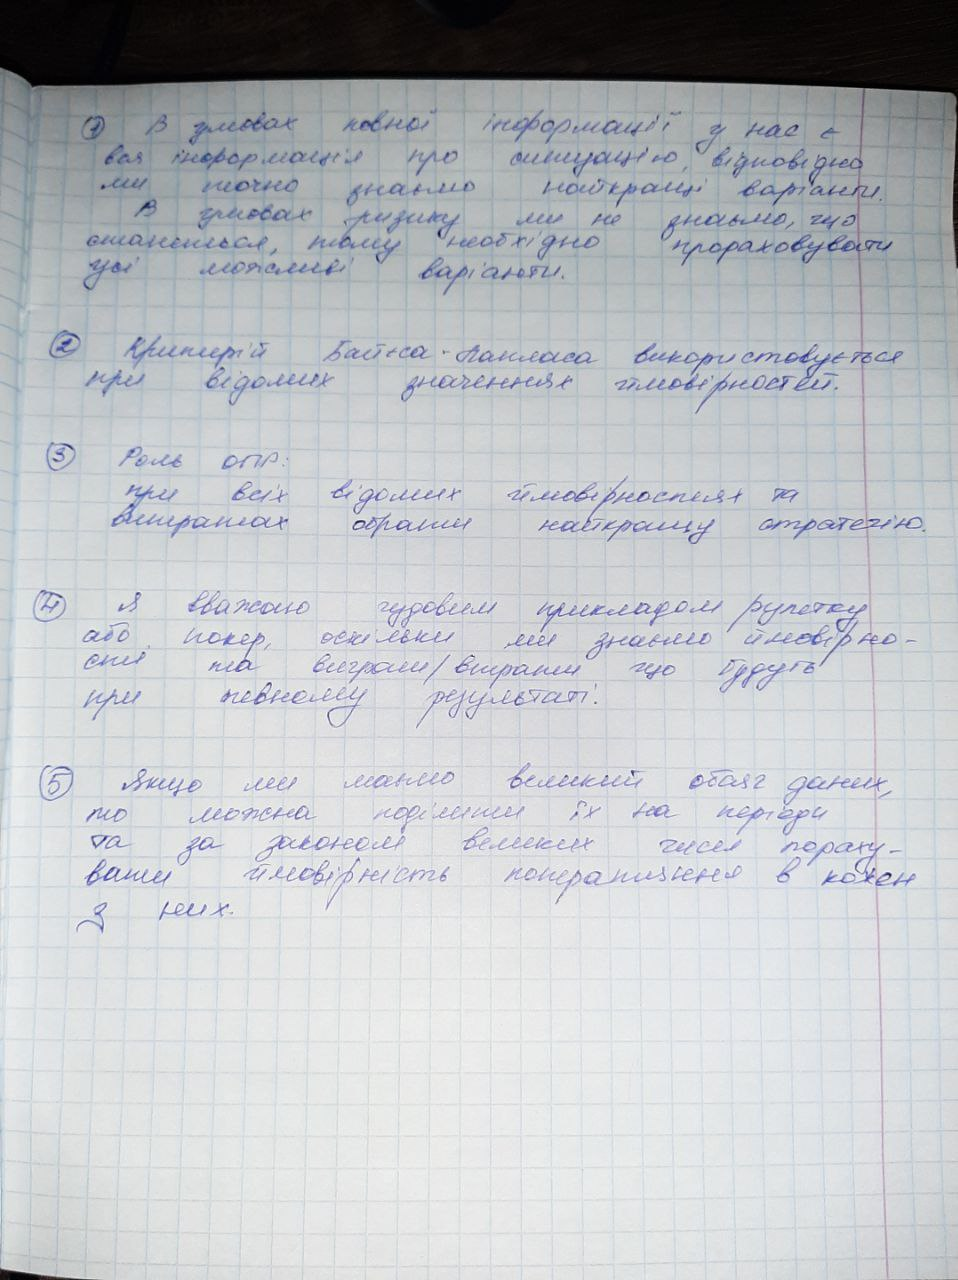 1 В умовах повної інформації у нас є
вся інформація про ситуацію, відповідно
ми точно знаємо найкращі варіанти.
В умовах ризику ми не знаємо, що
станеться, тому необхідно прораховувати
усі можливі варіанти.
2 Критерій Байєса-Лапласа використовується
при відомих значеннях ймовірностей.
3 Роль ОПР:
при всіх відомих ймовірностях та
витратах обрати найкращу стратегію.
4 Я вважаю чудовим прикладом рулетку
або покер, оскільки ми знаємо ймовірно-
сті та виграш/втрати що будуть
при певному результаті.
5 Якщо ми маємо великий обсяг даних,
то можна поділити їх на періоди
та за законом великих чисел пораху-
вати ймовірність потрапляння в кожен
з них.